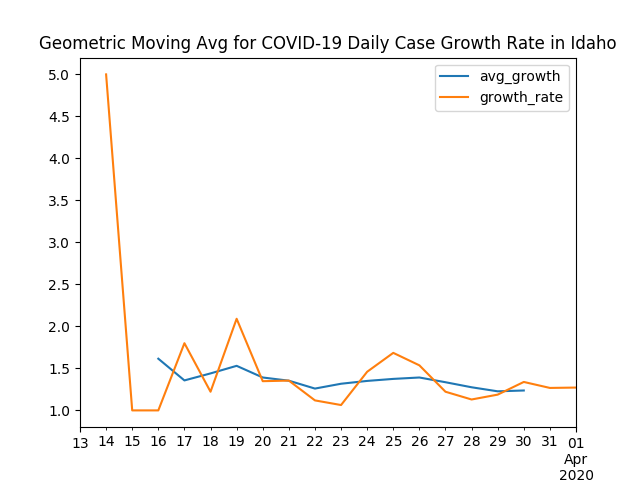 Geometric Moving Avg for COVID-19 Daily Case Growth Rate in Idaho
avg_growth
growth_rate
5.0
4.5
4.0
3.5
3.0
2.5
2.0
1.5
1.0
13 14 15 16 17 18 19 20 21 22 23 24 25 26 27 28 29 30 31 01
Apr
2020